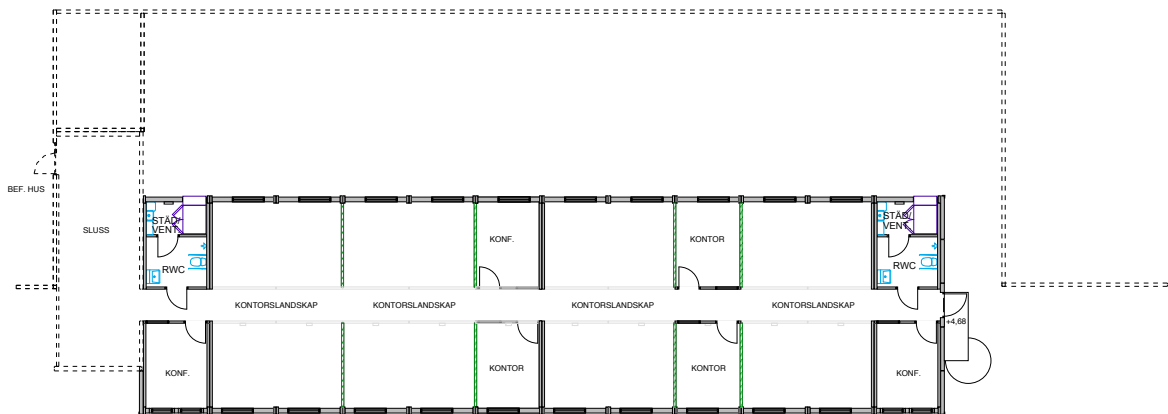 BEF. HUS
SLUSS
STÄD/
VENT
RWC
KONF.
KONTOR
STÄD/
VENT
RWC
KONTORSLANDSKAP
KONTORSLANDSKAP
KONTORSLANDSKAP
KONTORSLANDSKAP
+4,68
KONF.
KONTOR
KONTOR
KONF.